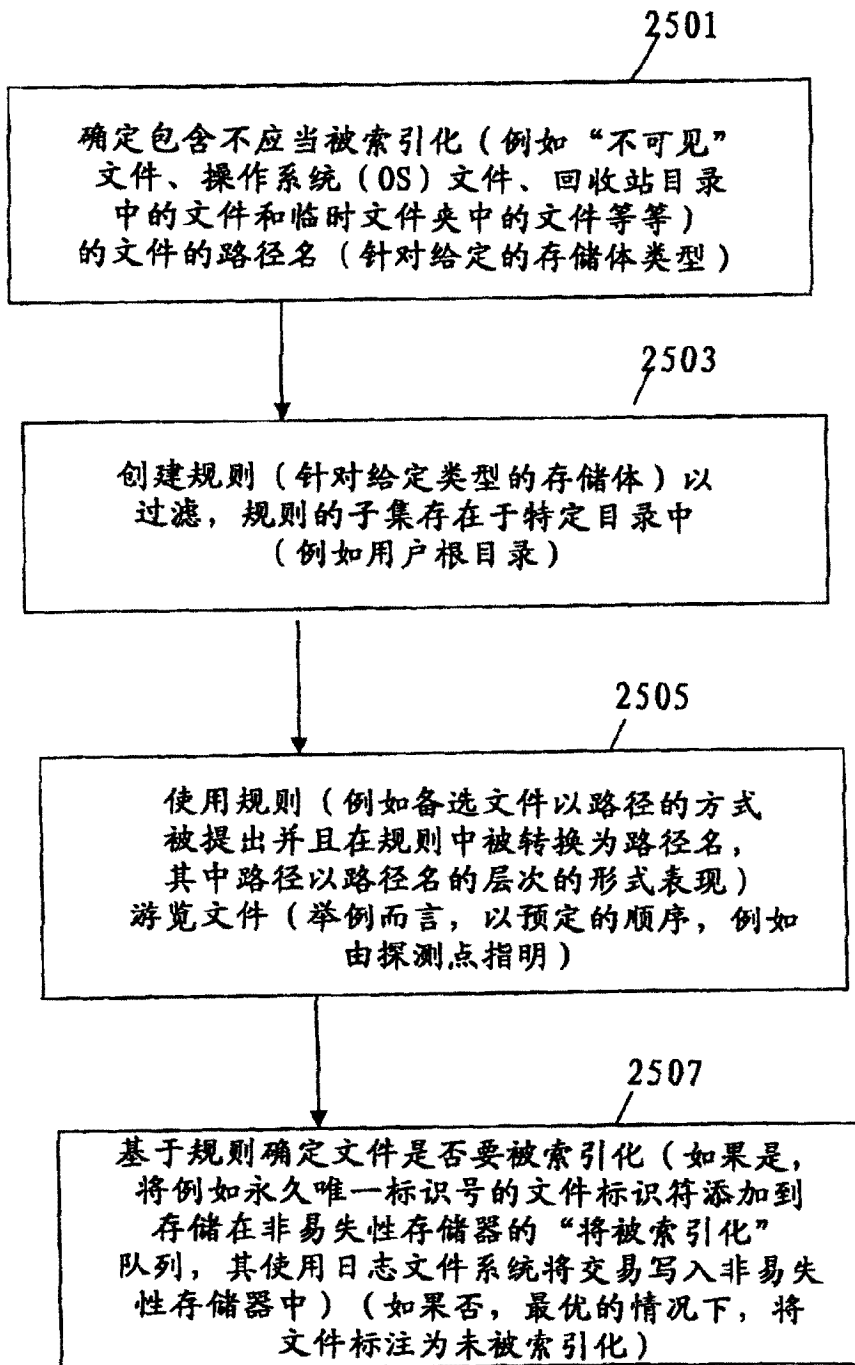 2501
确定包含不应当被索引化（例如“不可见”
文件、操作系统（OS）文件、回收站目录
中的文件和临时文件夹中的文件等等）
的文件的路径名（针对给定的存储体类型）
2503
创建规则（针对给定类型的存储体）以
过滤，规则的子集存在于特定目录中
（例如用户根目录）
2505
使用规则（例如备选文件以路径的方式
被提出并且在规则中被转换为路径名，
其中路径以路径名的层次的形式表现）
游览文件（举例而言，以预定的顺序，例如
由探测点指明）
2507
基于规则确定文件是否要被索引化（如果是，
将例如永久唯一标识号的文件标识符添加到
存储在非易失性存储器的“将被索引化”
队列，其使用日志文件系统将交易写入非易失
性存储器中）（如果否，最优的情况下，将
文件标注为未被索引化）